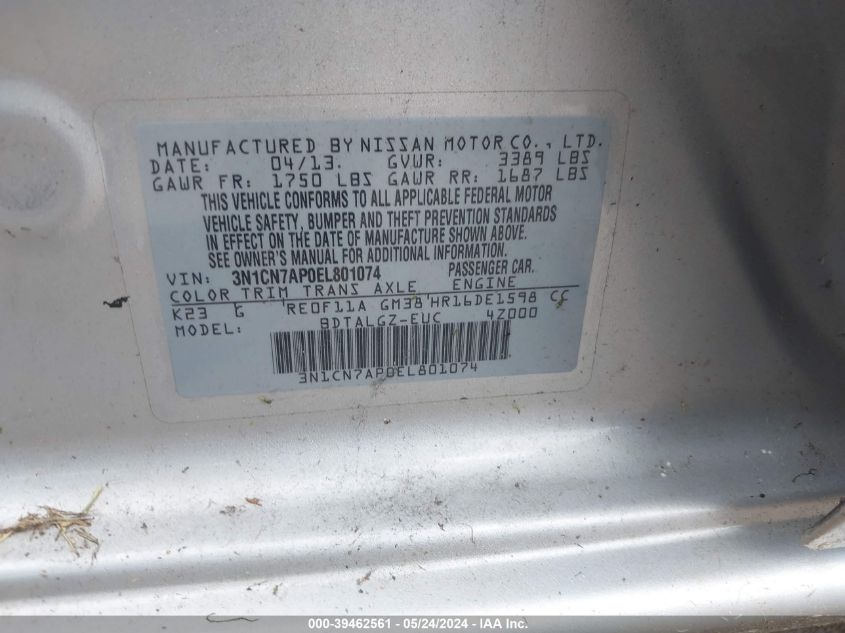 MANUFACTURED BY NISSAN MOTOR CO., LTD.
DATE: 04/13. GVWR: 3389 LBS
GAWR FR: 1750 LBS GAWR RR: 1687 LBS
THIS VEHICLE CONFORMS TO ALL APPLICABLE FEDERAL MOTOR
VEHICLE SAFETY, BUMPER AND THEFT PREVENTION STANDARDS
IN EFFECT ON THE DATE OF MANUFACTURE SHOWN ABOVE.
SEE OWNER'S MANUAL FOR ADDITIONAL INFORMATION.
VIN: 3N1CN7AP0EL801074 PASSENGER CAR.
COLOR TRIM TRANS AXLE ENGINE
K23 G RE0F11A GM38 HR16DE1598 CC
MODEL: BDTALGZ-EUC 4Z000
3N1CN7AP0EL801074
000-39462561 - 05/24/2024 - IAA Inc.